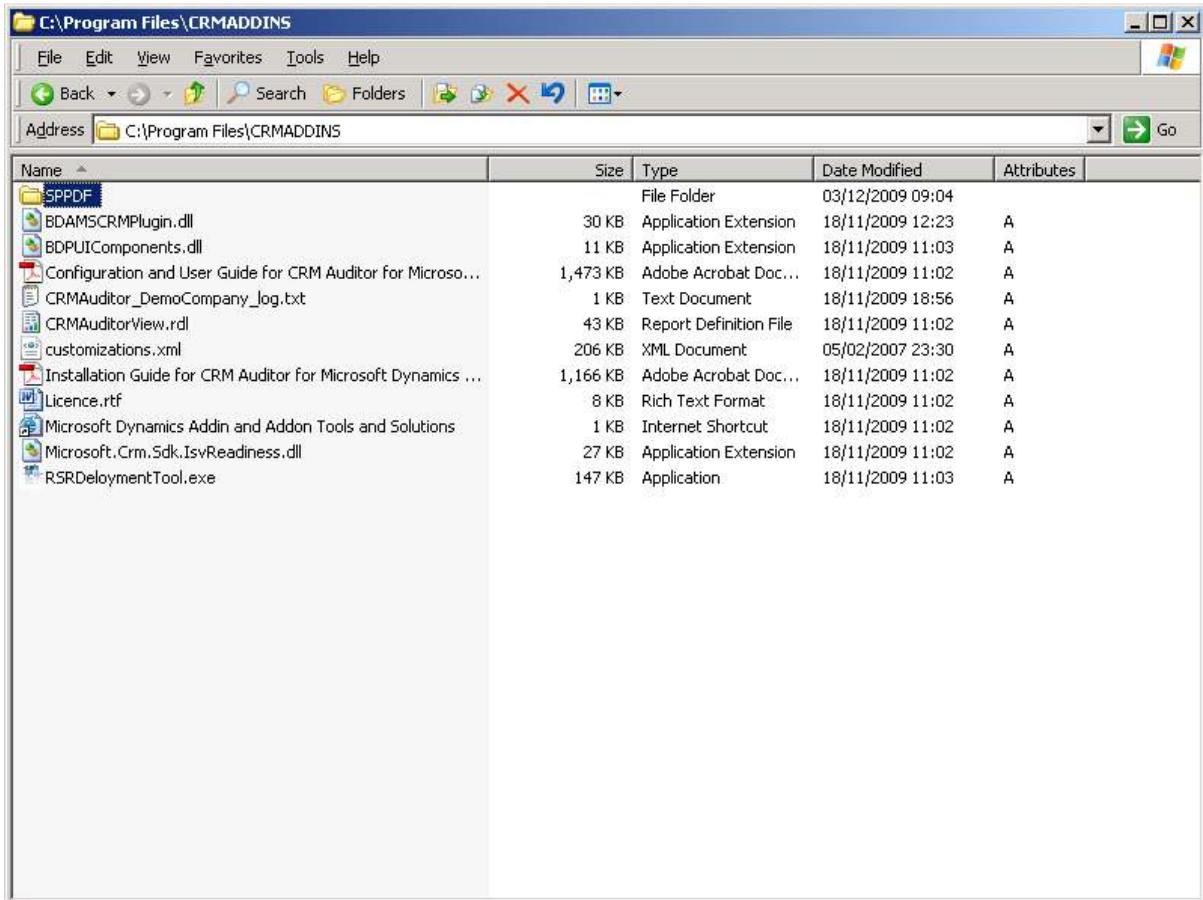 C:\Program Files\CRMADDINS
File Edit View Favorites Tools Help
Back Search Folders
Address C:\Program Files\CRMADDINS Go
Name Size Type Date Modified Attributes
SPPDF File Folder 03/12/2009 09:04
BDAMSCRMPlugin.dll 30 KB Application Extension 18/11/2009 12:23 A
BDPUIComponents.dll 11 KB Application Extension 18/11/2009 11:03 A
Configuration and User Guide for CRM Auditor for Microso... 1,473 KB Adobe Acrobat Doc... 18/11/2009 11:02 A
CRMAuditor_DemoCompany_log.txt 1 KB Text Document 18/11/2009 18:56 A
CRMAuditorView.rdl 43 KB Report Definition File 18/11/2009 11:02 A
customizations.xml 206 KB XML Document 05/02/2007 23:30 A
Installation Guide for CRM Auditor for Microsoft Dynamics ... 1,166 KB Adobe Acrobat Doc... 18/11/2009 11:02 A
Licence.rtf 8 KB Rich Text Format 18/11/2009 11:02 A
Microsoft Dynamics Addin and Addon Tools and Solutions 1 KB Internet Shortcut 18/11/2009 11:02 A
Microsoft.Crm.Sdk.IsvReadiness.dll 27 KB Application Extension 18/11/2009 11:02 A
RSRDeloymentTool.exe 147 KB Application 18/11/2009 11:03 A